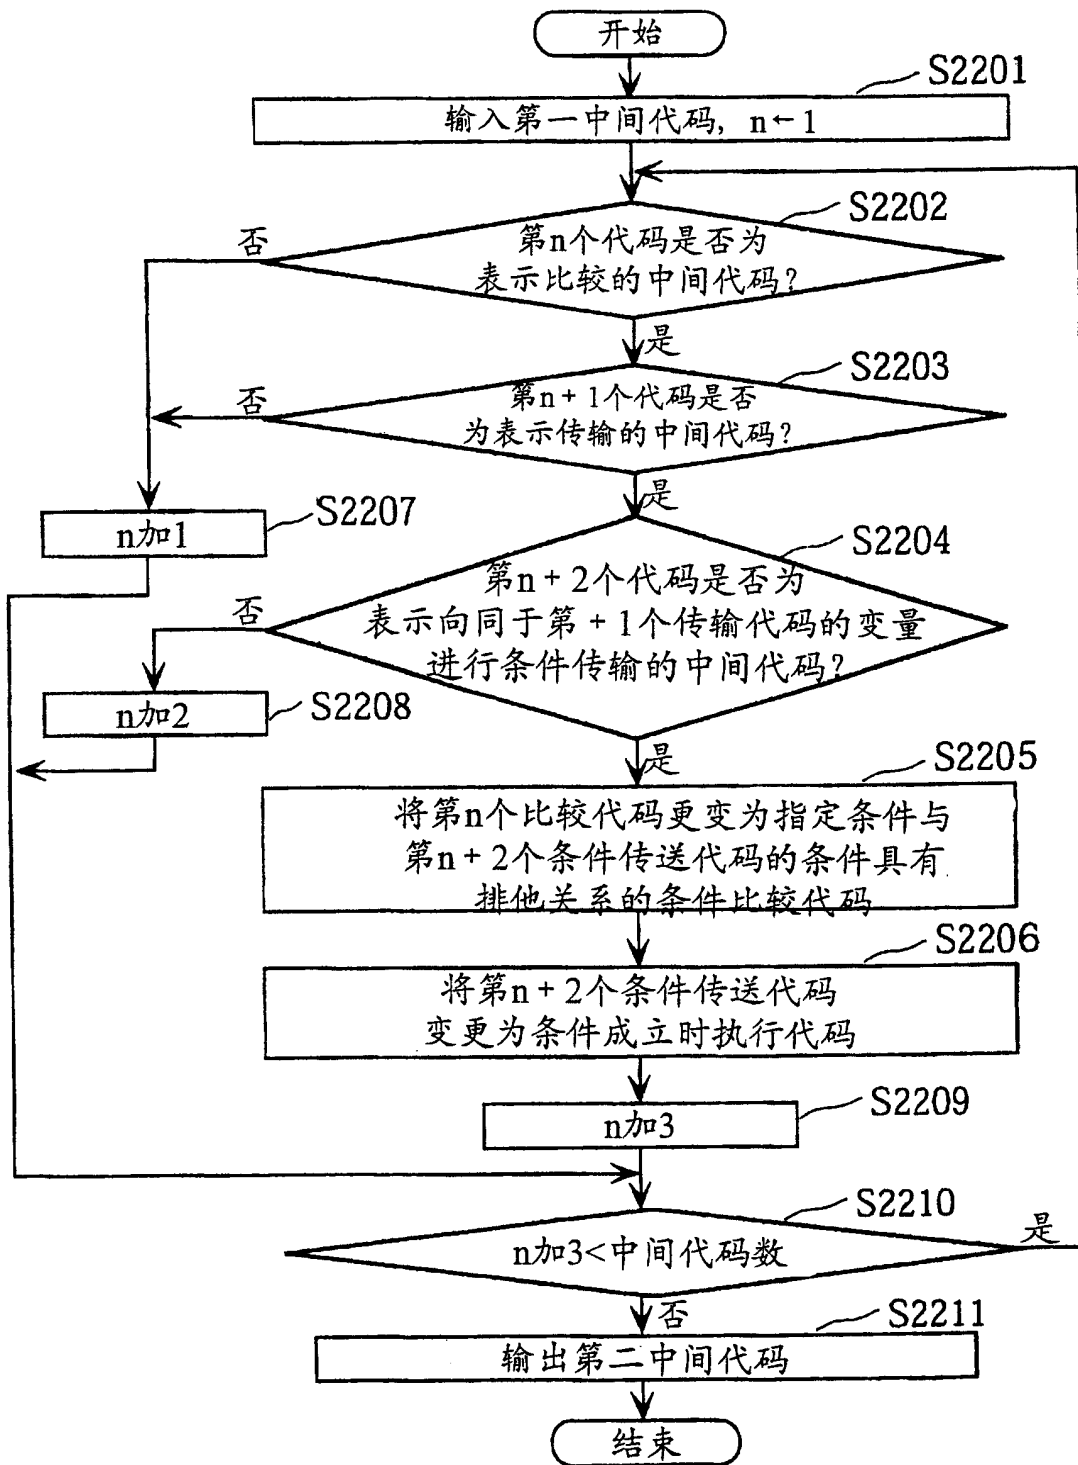 开始
S2201
输入第一中间代码, n←1
S2202
否
第n个代码是否为
表示比较的中间代码?
是
S2203
否
第n+1个代码是否
为表示传输的中间代码?
是
S2207
n加1
S2204
否
第n+2个代码是否为
表示向同于第+1个传输代码的变量
进行条件传输的中间代码?
S2208
n加2
是
S2205
将第n个比较代码更变为指定条件与
第n+2个条件传送代码的条件具有
排他关系的条件比较代码
S2206
将第n+2个条件传送代码
变更为条件成立时执行代码
S2209
n加3
S2210
是
n加3<中间代码数
否
S2211
输出第二中间代码
结束